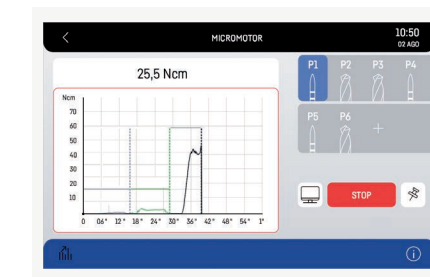 MICROMOTOR
10:50
02 AGO
25,5 Ncm
P1 P2 P3 P4
P5 P6
Ncm
70
60
50
40
30
20
10
0 06" 12" 18" 24" 30" 36" 42" 48" 54" 1"
STOP